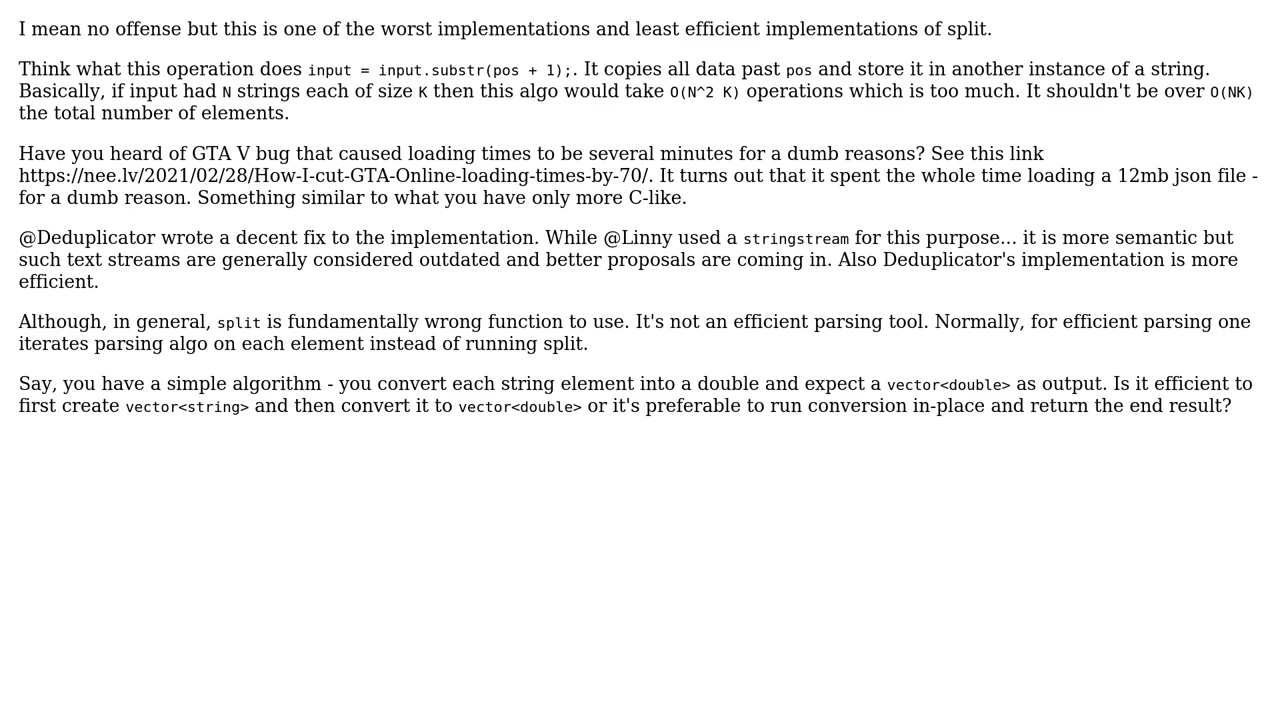 I mean no offense but this is one of the worst implementations and least efficient implementations of split.
Think what this operation does input = input.substr(pos + 1);. It copies all data past pos and store it in another instance of a string.
Basically, if input had N strings each of size K then this algo would take O(N^2 K) operations which is too much. It shouldn't be over O(NK)
the total number of elements.
Have you heard of GTA V bug that caused loading times to be several minutes for a dumb reasons? See this link
https://nee.lv/2021/02/28/How-I-cut-GTA-Online-loading-times-by-70/. It turns out that it spent the whole time loading a 12mb json file -
for a dumb reason. Something similar to what you have only more C-like.
@Deduplicator wrote a decent fix to the implementation. While @Linny used a stringstream for this purpose... it is more semantic but
such text streams are generally considered outdated and better proposals are coming in. Also Deduplicator's implementation is more
efficient.
Although, in general, split is fundamentally wrong function to use. It's not an efficient parsing tool. Normally, for efficient parsing one
iterates parsing algo on each element instead of running split.
Say, you have a simple algorithm - you convert each string element into a double and expect a vector<double> as output. Is it efficient to
first create vector<string> and then convert it to vector<double> or it's preferable to run conversion in-place and return the end result?